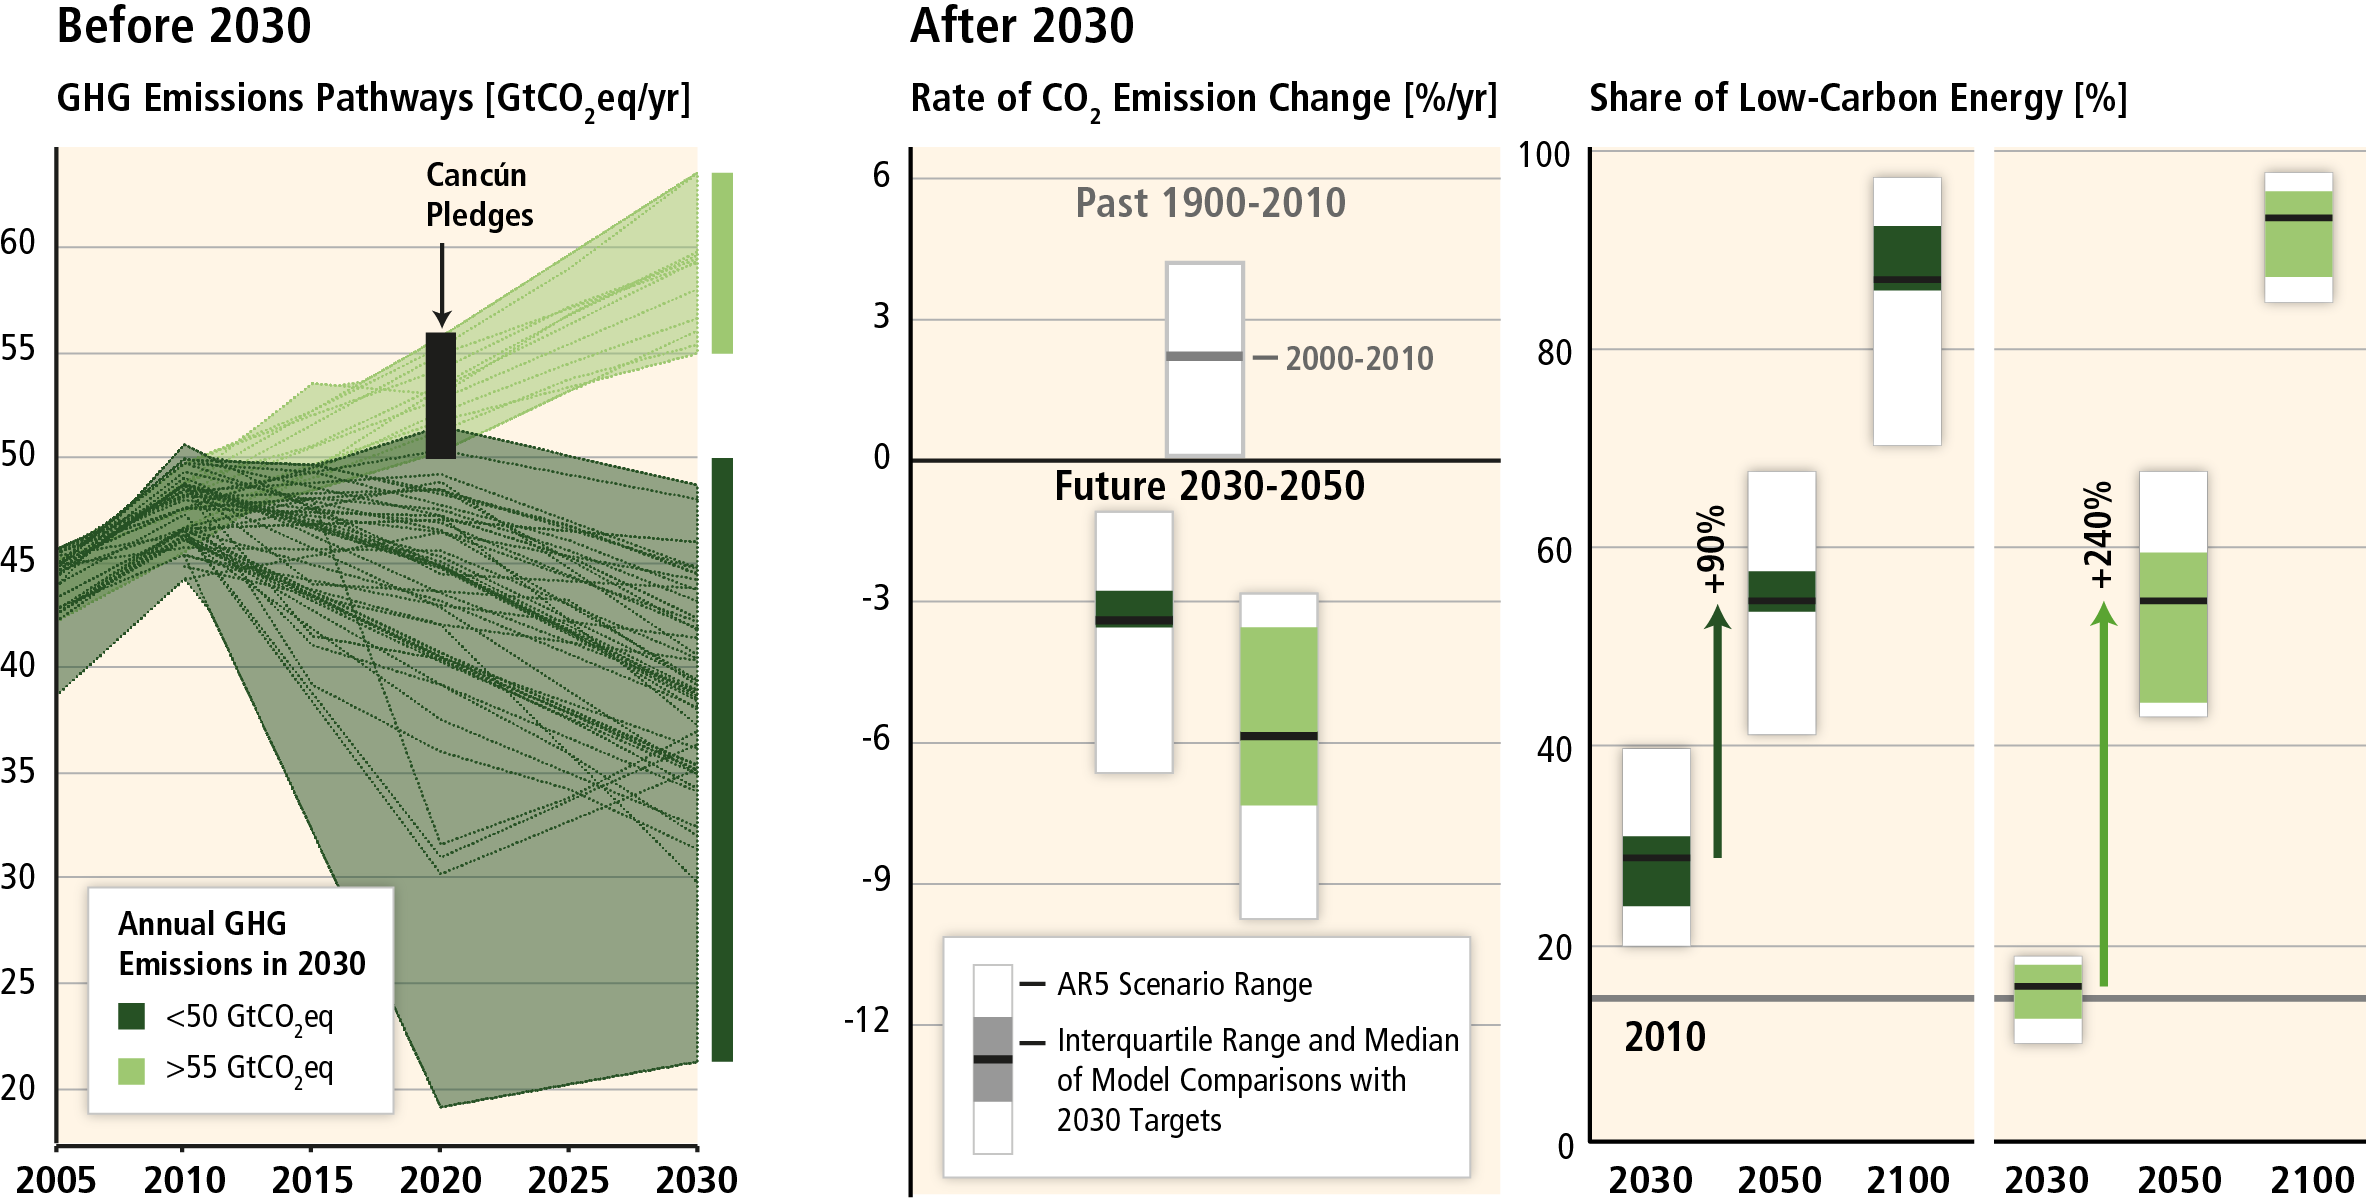 Before 2030
GHG Emissions Pathways [GtCO2eq/yr]
Cancún
Pledges
60
55
50
45
40
35
30
25
20
Annual GHG
Emissions in 2030
<50 GtCO2eq
>55 GtCO2eq
2005 2010 2015 2020 2025 2030
After 2030
Rate of CO2 Emission Change [%/yr]
6
3
0
-3
-6
-9
-12
Past 1900-2010
2000-2010
Future 2030-2050
AR5 Scenario Range
Interquartile Range and Median
of Model Comparisons with
2030 Targets
Share of Low-Carbon Energy [%]
100
80
60
40
20
0
+90%
+240%
2010
2030 2050 2100 2030 2050 2100